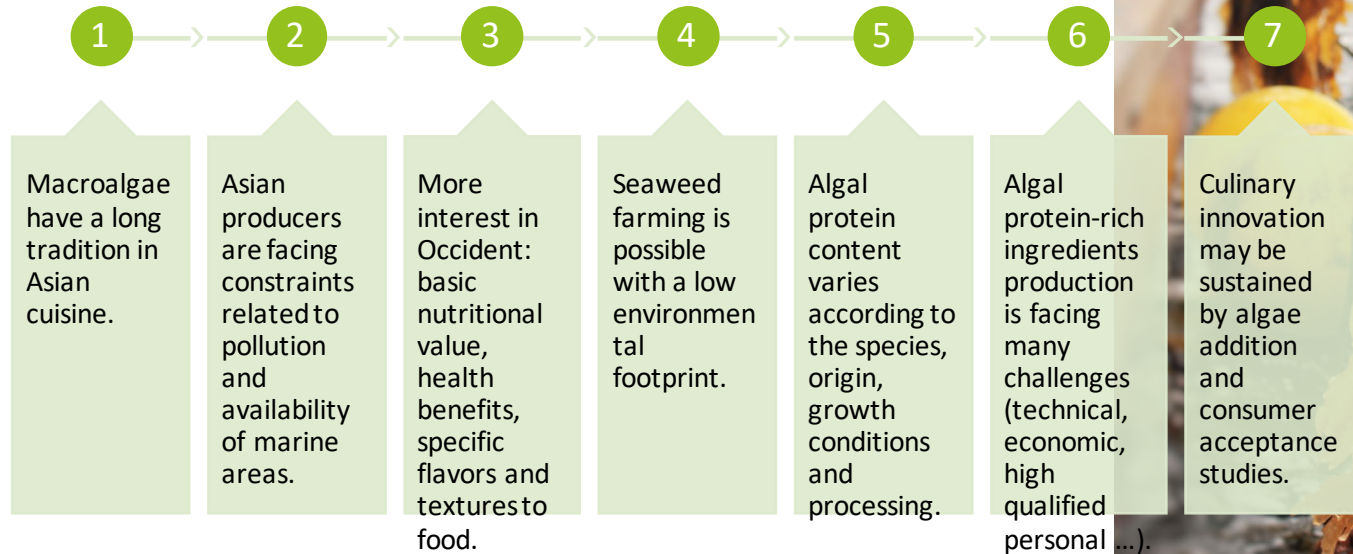 1
2
3
4
5
6
7
Macroalgae
have a long
tradition in
Asian
cuisine.
Asian
producers
are facing
constraints
related to
pollution
and
availability
of marine
areas.
More
interest in
Occident:
basic
nutritional
value,
health
benefits,
specific
flavors and
textures to
food.
Seaweed
farming is
possible
with a low
environmen
tal
footprint.
Algal
protein
content
varies
according to
the species,
origin,
growth
conditions
and
processing.
Algal
protein-rich
ingredients
production
is facing
many
challenges
(technical,
economic,
high
qualified
personal ...).
Culinary
innovation
may be
sustained
by algae
addition
and
consumer
acceptance
studies.